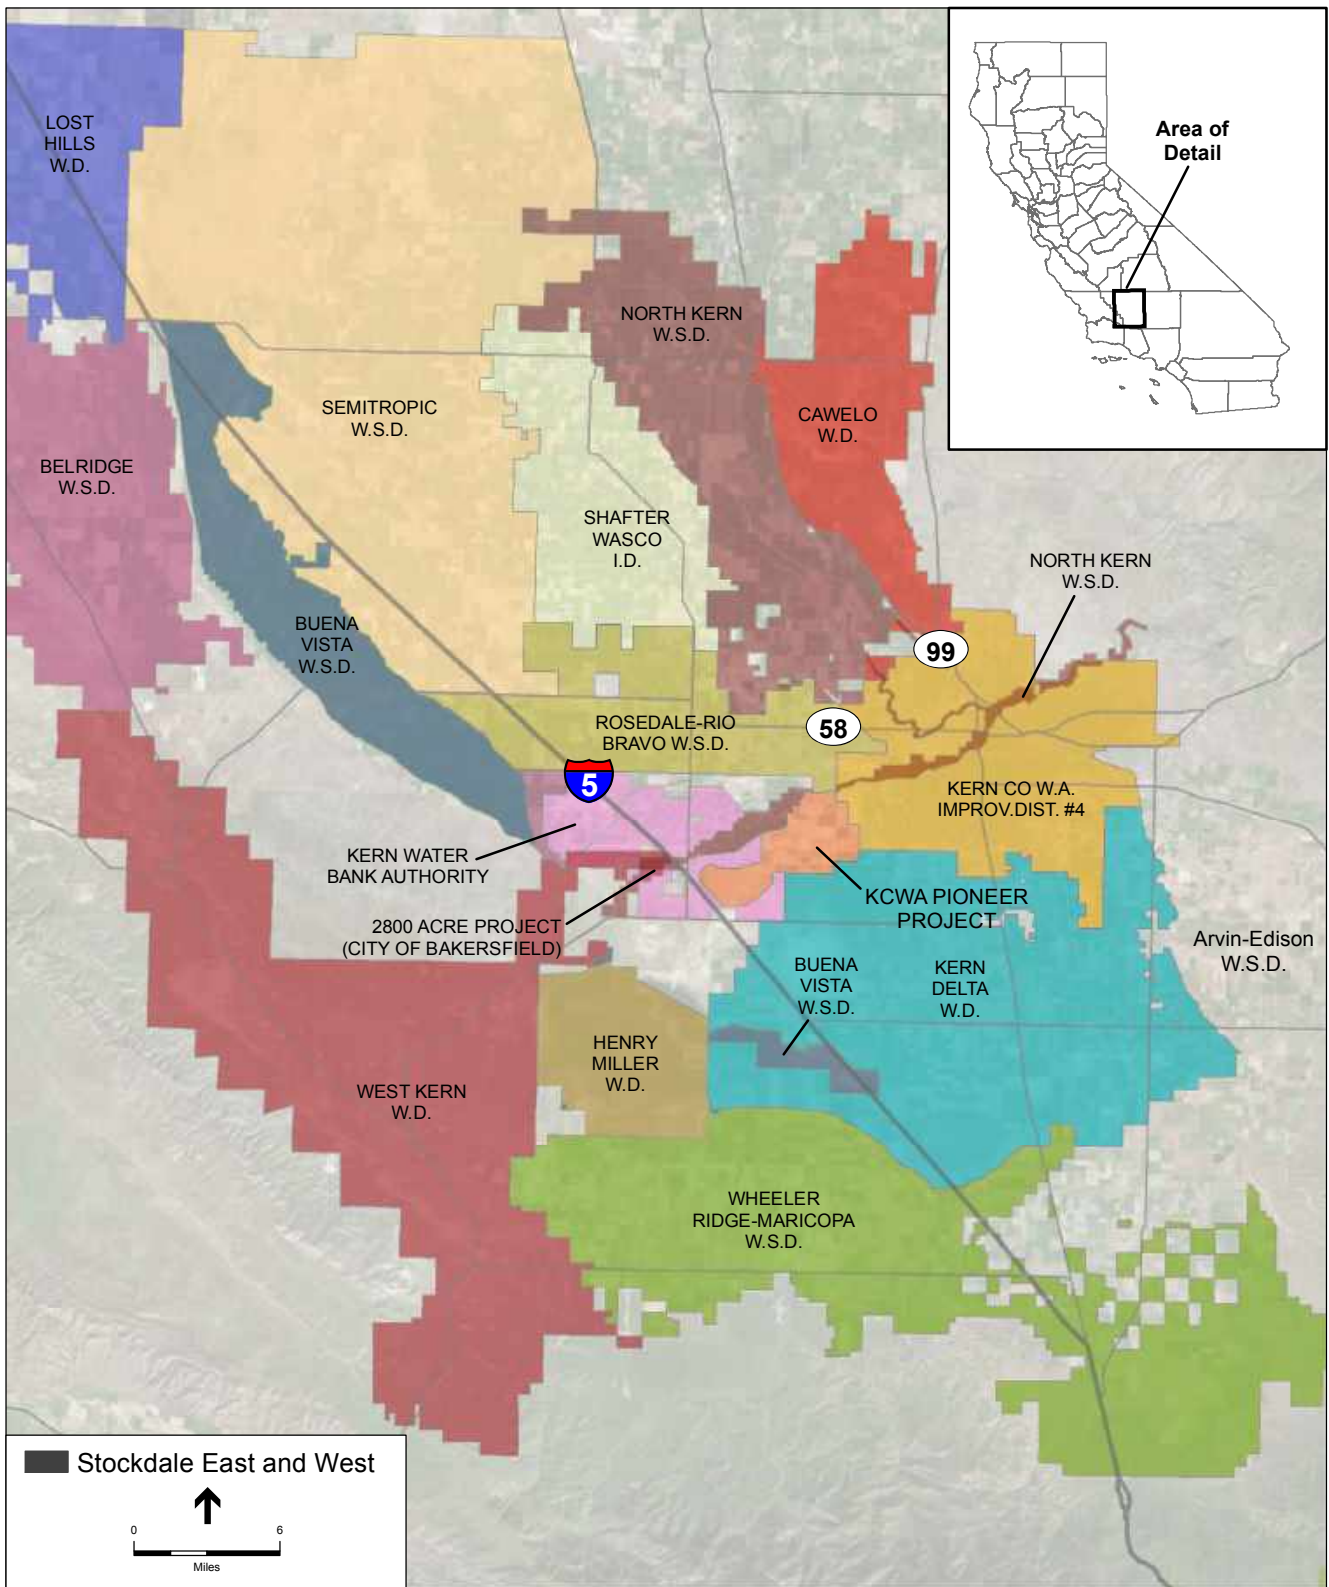 LOST
HILLS
W.D.
Area of
Detail
NORTH KERN
W.S.D.
SEMITROPIC
W.S.D.
CAWELO
W.D.
BELRIDGE
W.S.D.
SHAFTER
WASCO
I.D.
NORTH KERN
W.S.D.
BUENA
VISTA
W.S.D.
99
ROSEDALE-RIO
BRAVO W.S.D.
58
5
KERN CO W.A.
IMPROV.DIST. #4
KERN WATER
BANK AUTHORITY
KCWA PIONEER
PROJECT
2800 ACRE PROJECT
(CITY OF BAKERSFIELD)
Arvin-Edison
W.S.D.
BUENA
VISTA
W.S.D.
KERN
DELTA
W.D.
HENRY
MILLER
W.D.
WEST KERN
W.D.
WHEELER
RIDGE-MARICOPA
W.S.D.
Stockdale East and West
0 6
Miles